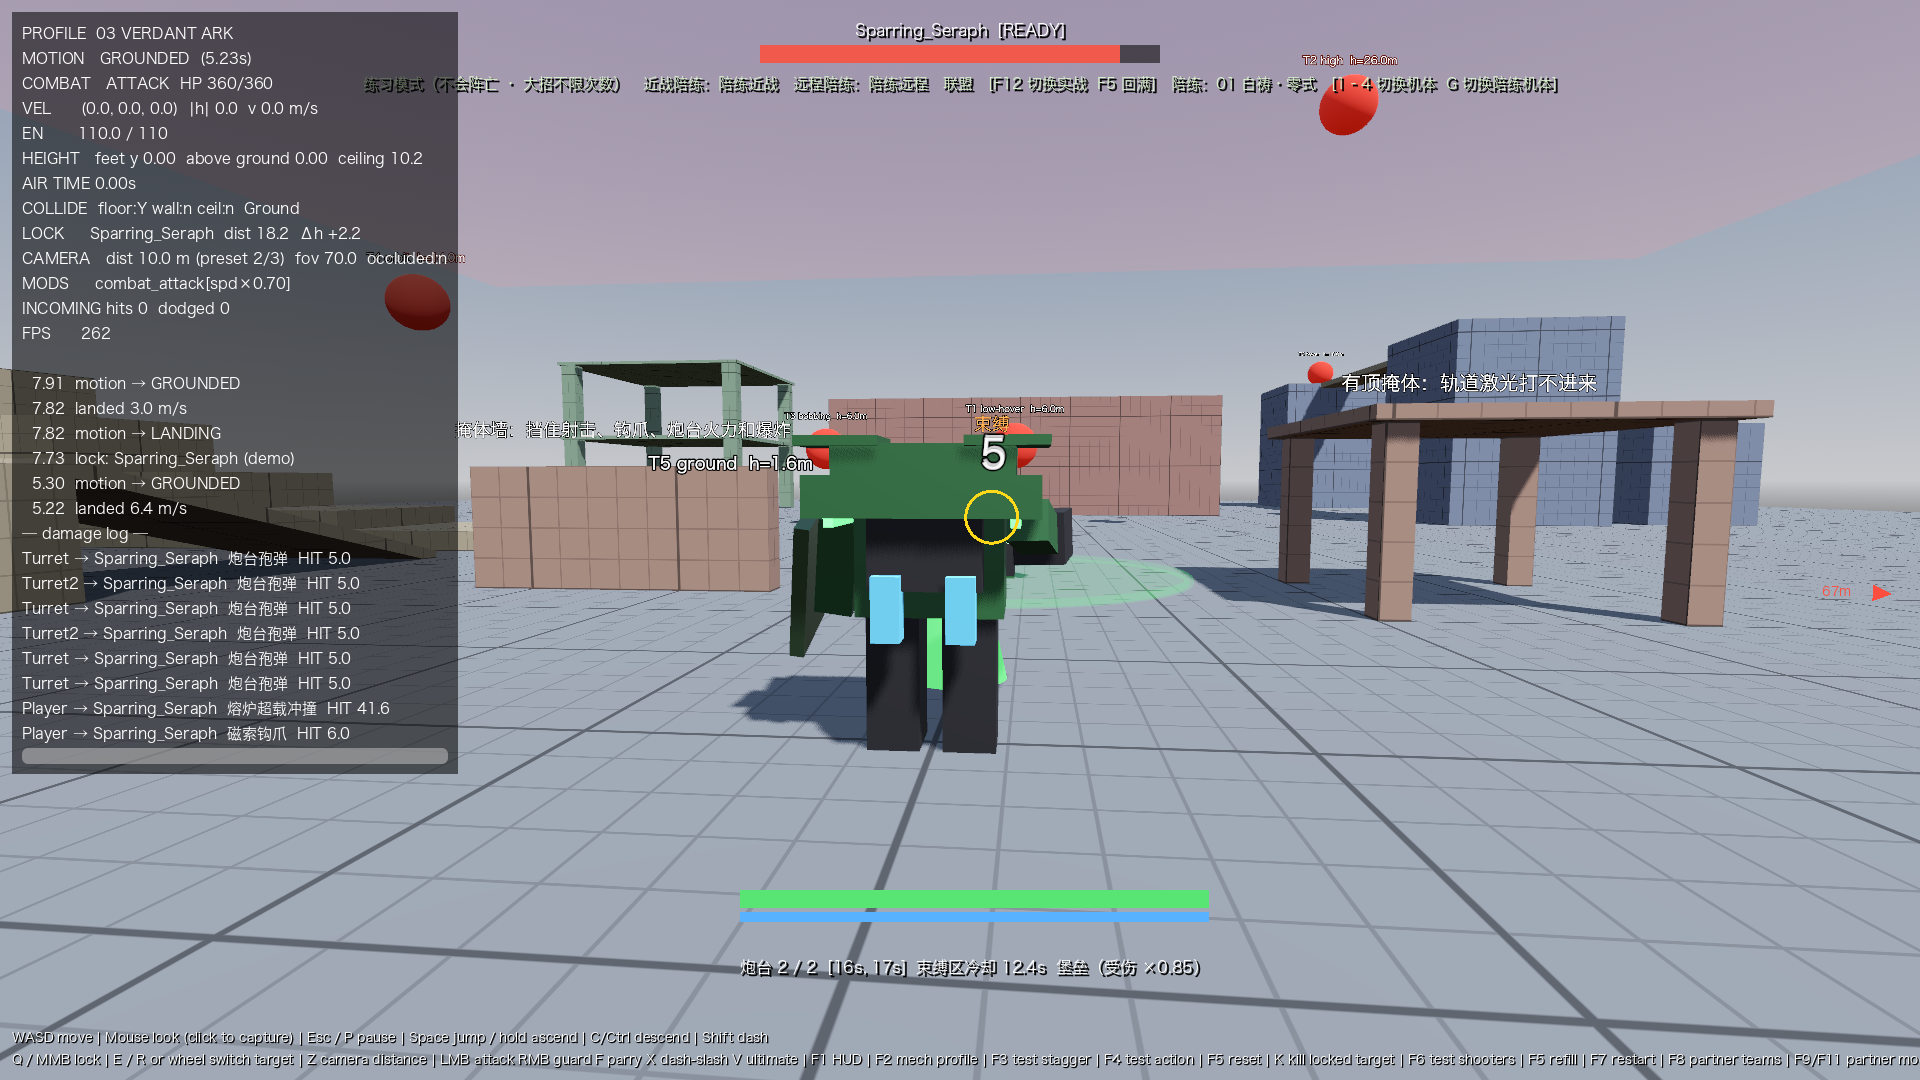 PROFILE 03 VERDANT ARK
MOTION GROUNDED (5.23s)
COMBAT ATTACK HP 360/360
VEL (0.0, 0.0, 0.0) |h| 0.0 v 0.0 m/s
EN 110.0 / 110
HEIGHT feet y 0.00 above ground 0.00 ceiling 10.2
AIR TIME 0.00s
COLLIDE floor:Y wall:n ceil:n Ground
LOCK Sparring_Seraph dist 18.2 Δh +2.2
CAMERA dist 10.0 m (preset 2/3) fov 70.0 occluded:n
MODS combat_attack[spd×0.70]
INCOMING hits 0 dodged 0
FPS 262
7.91 motion → GROUNDED
7.82 landed 3.0 m/s
7.82 motion → LANDING
7.73 lock: Sparring_Seraph (demo)
5.30 motion → GROUNDED
5.22 landed 6.4 m/s
— damage log —
Turret → Sparring_Seraph 炮台孢弹 HIT 5.0
Turret2 → Sparring_Seraph 炮台孢弹 HIT 5.0
Turret → Sparring_Seraph 炮台孢弹 HIT 5.0
Turret2 → Sparring_Seraph 炮台孢弹 HIT 5.0
Turret → Sparring_Seraph 炮台孢弹 HIT 5.0
Turret → Sparring_Seraph 炮台孢弹 HIT 5.0
Player → Sparring_Seraph 熔炉超载冲撞 HIT 41.6
Player → Sparring_Seraph 磁索钩爪 HIT 6.0
Sparring_Seraph [READY]
练习模式（不会阵亡 · 大招不限次数） 近战陪练：陪练近战 远程陪练：陪练远程 联盟 [F12 切换实战 F5 回满] 陪练：01 白祷·零式 [1-4 切换机体 G 切换陪练机体]
T2 high h=26.0m
有顶掩体：轨道激光打不进来
T3 bobbing h=6.0m
T1 low-hover h=6.0m
束缚
掩体墙：挡住射击、钩爪、炮台火力和爆炸
5
T5 ground h=1.6m
67m
炮台 2 / 2 [16s, 17s] 束缚区冷却 12.4s 堡垒（受伤 ×0.85）
WASD move | Mouse look (click to capture) | Esc / P pause | Space jump / hold ascend | C/Ctrl descend | Shift dash
Q / MMB lock | E / R or wheel switch target | Z camera distance | LMB attack RMB guard F parry X dash-slash V ultimate | F1 HUD | F2 mech profile | F3 test stagger | F4 test action | F5 reset | K kill locked target | F6 test shooters | F5 refill | F7 restart | F8 partner teams | F9/F11 partner mo